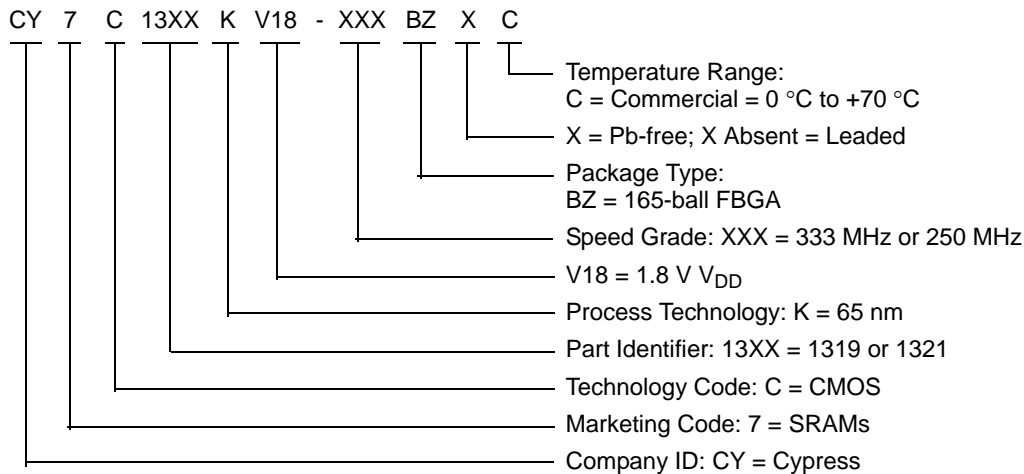 CY 7 C 13XX K V18 - XXX BZ X C
Temperature Range:
C = Commercial = 0 °C to +70 °C
X = Pb-free; X Absent = Leaded
Package Type:
BZ = 165-ball FBGA
Speed Grade: XXX = 333 MHz or 250 MHz
V18 = 1.8 V VDD
Process Technology: K = 65 nm
Part Identifier: 13XX = 1319 or 1321
Technology Code: C = CMOS
Marketing Code: 7 = SRAMs
Company ID: CY = Cypress